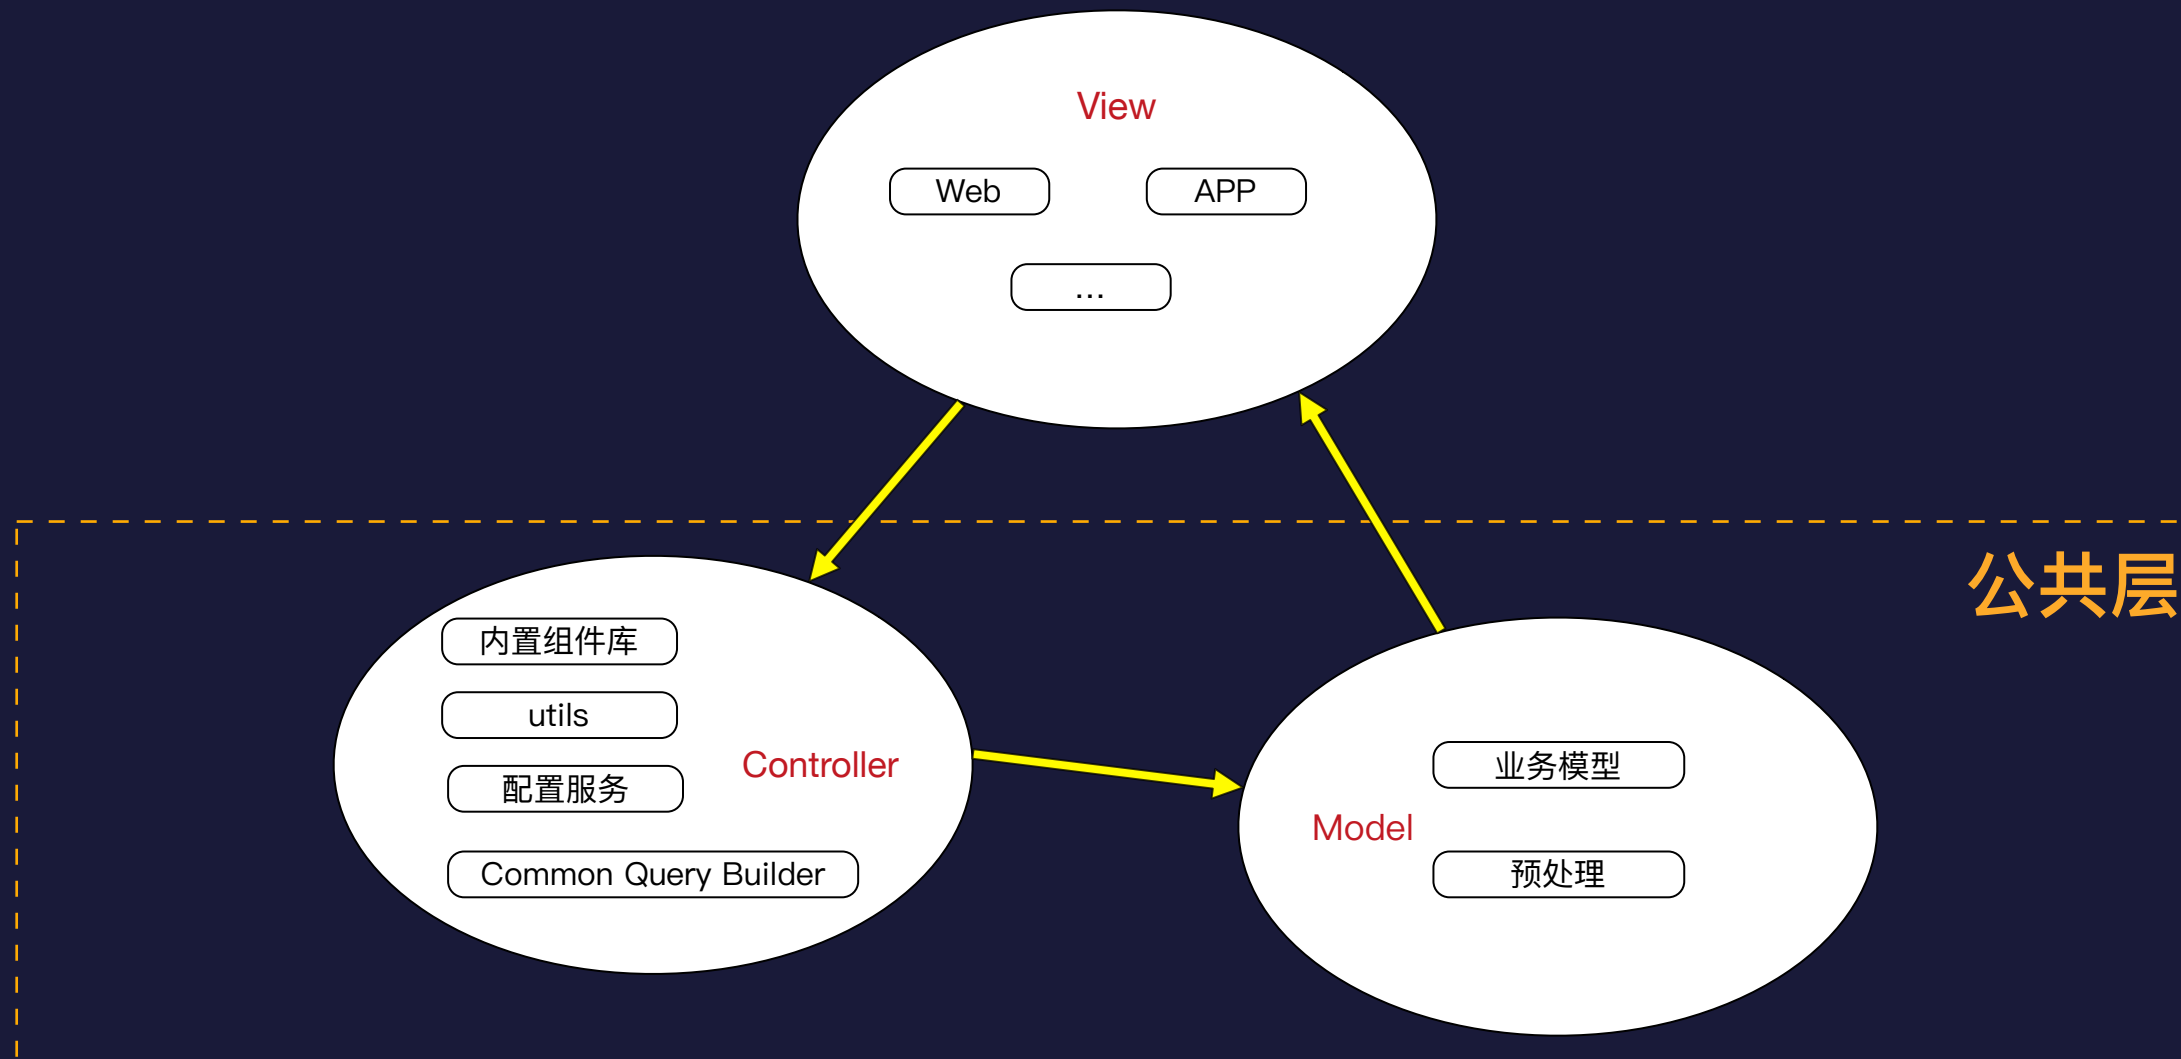 View
Web
APP
...
公共层
内置组件库
utils
配置服务
Controller
Common Query Builder
业务模型
Model
预处理